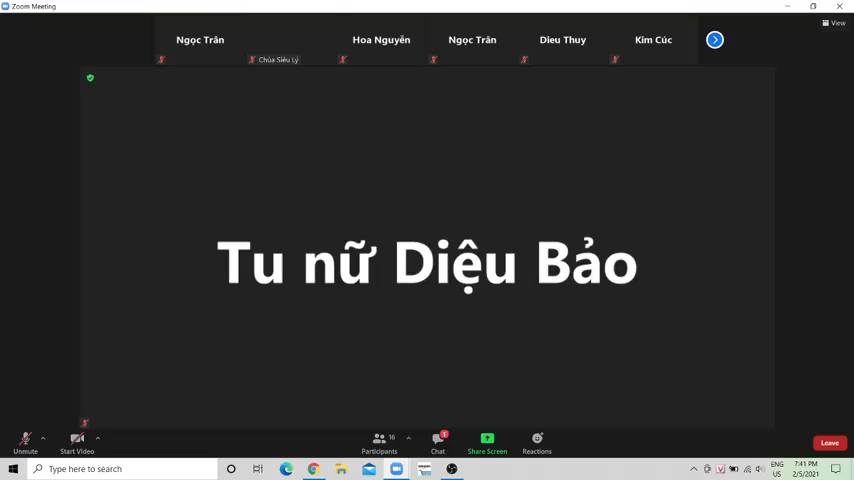 Zoom Meeting
View
Ngọc Trân
Hoa Nguyễn
Ngọc Trân
Dieu Thuy
Kim Cúc
Chùa Siêu Lý
Tu nữ Diệu Bảo
Unmute
Start Video
16
Participants
1
Chat
Share Screen
Reactions
Leave
Type here to search
ENG
US
7:41 PM
2/5/2021